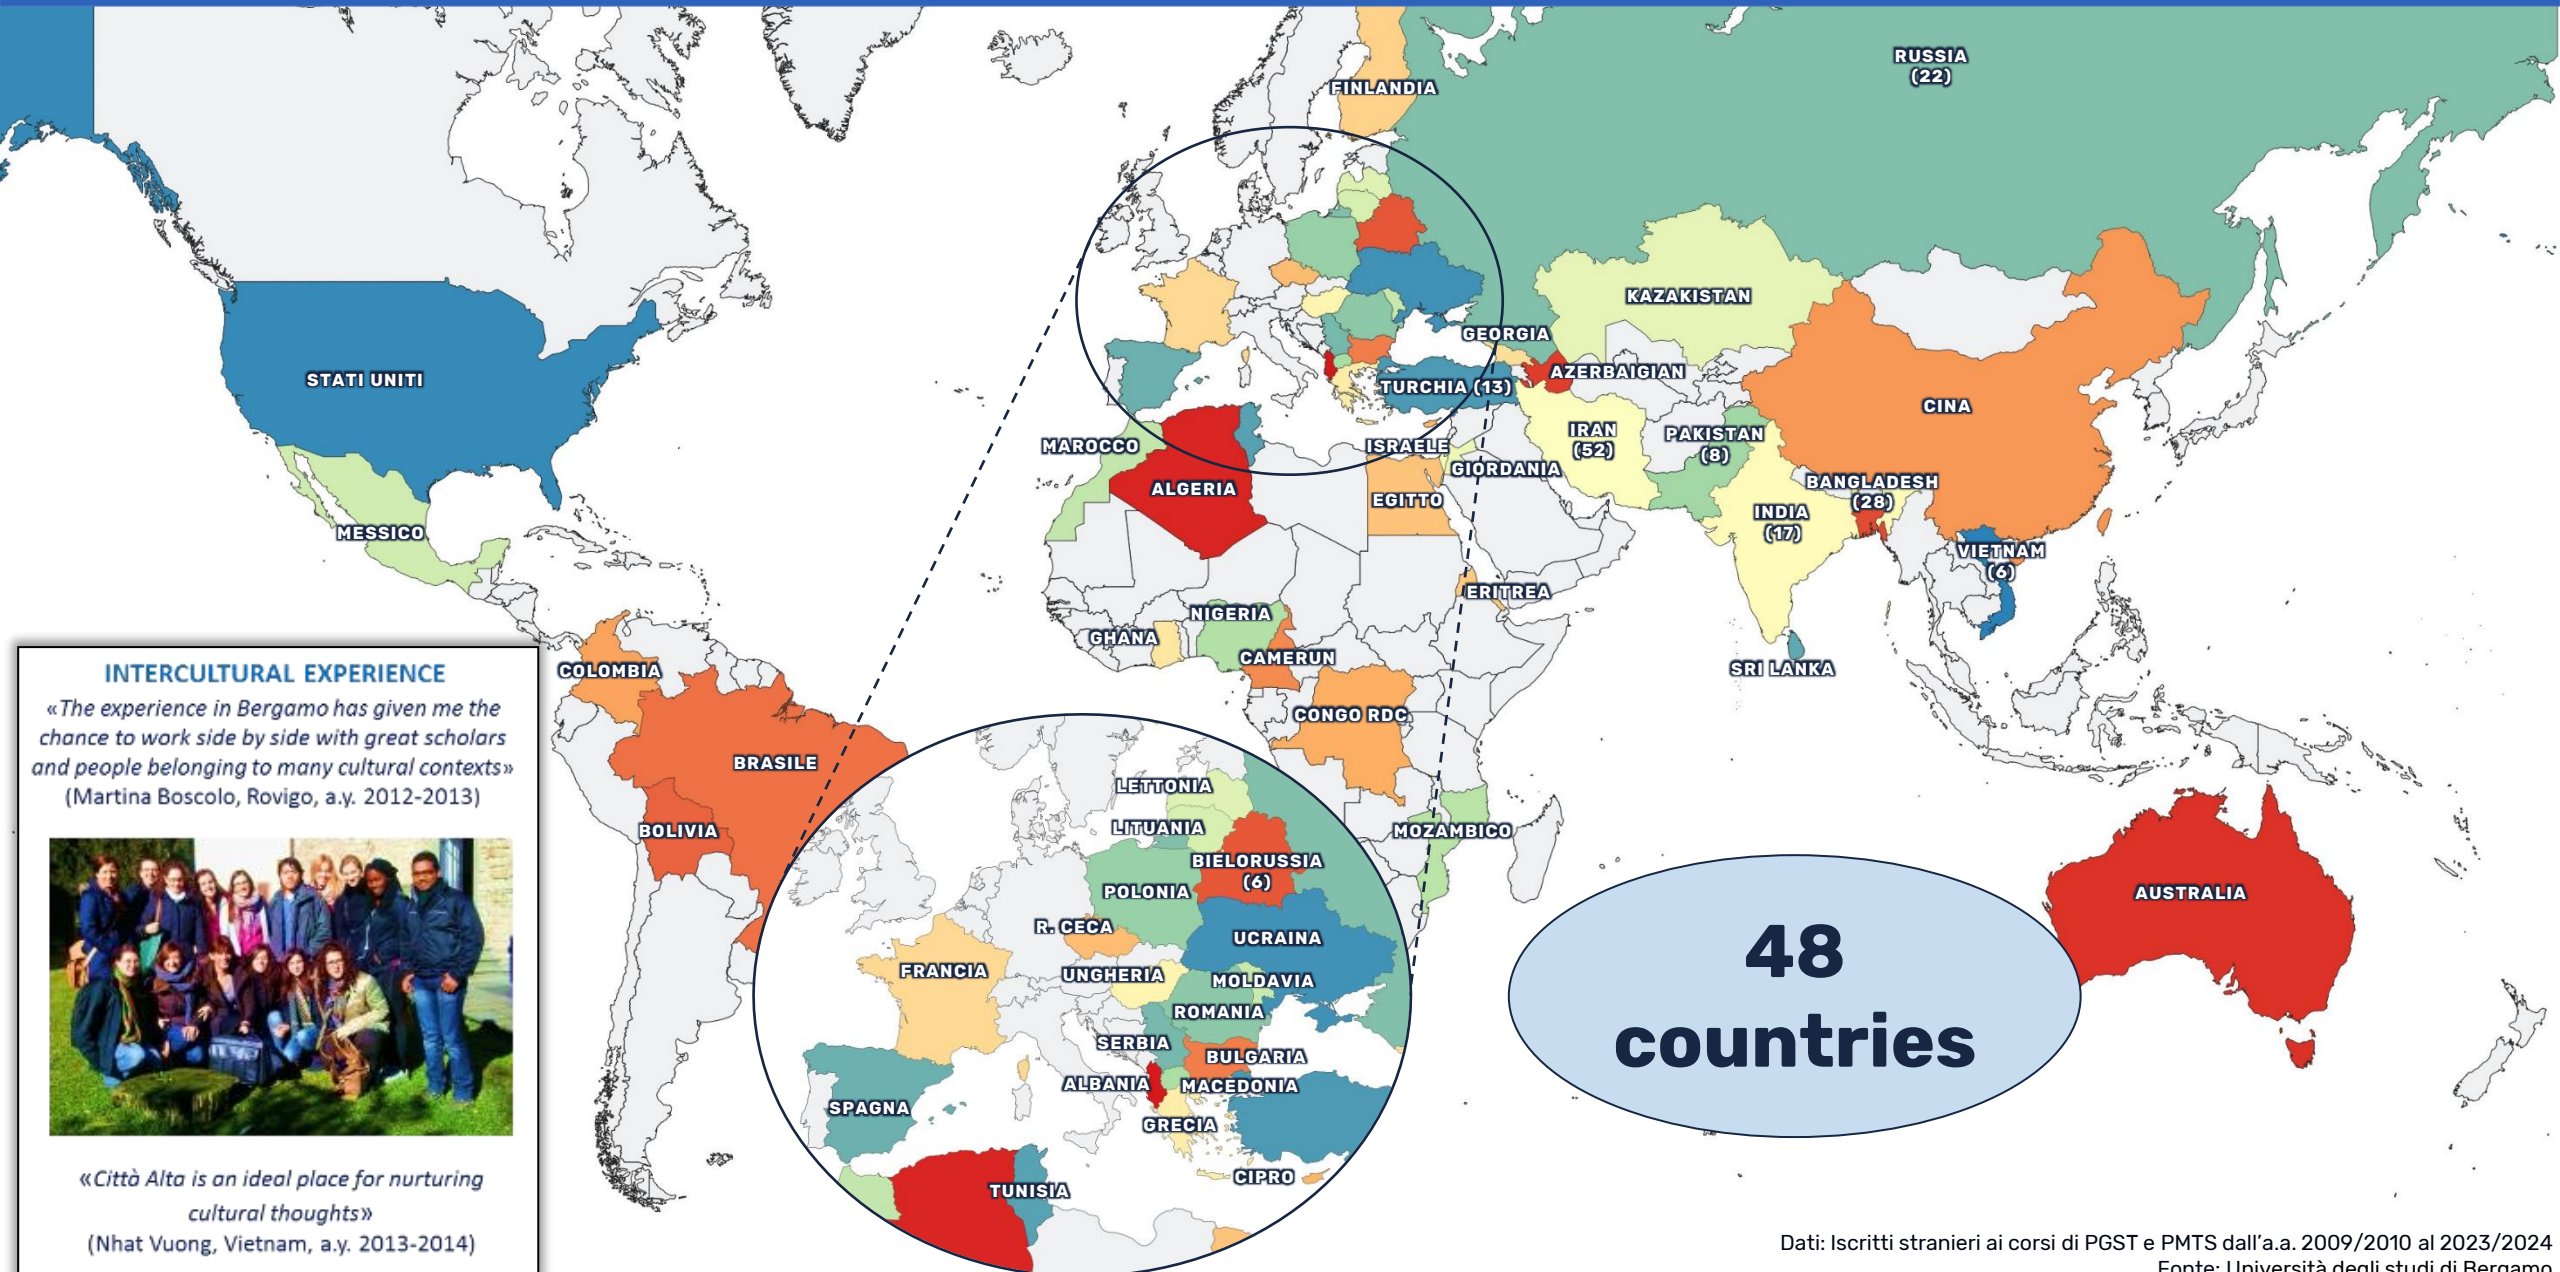 RUSSIA
(22)
FINLANDIA
KAZAKISTAN
GEORGIA
STATI UNITI
AZERBAIGIAN
TURCHIA (13)
CINA
MAROCCO
ISRAELE
IRAN
(52)
PAKISTAN
(8)
GIORDANIA
ALGERIA
EGITTO
BANGLADESH
(28)
INDIA
(17)
MESSICO
VIETNAM
(6)
ERITREA
NIGERIA
GHANA
CAMERUN
SRI LANKA
COLOMBIA
CONGO RDC
BRASILE
BOLIVIA
MOZAMBICO
AUSTRALIA
INTERCULTURAL EXPERIENCE
«The experience in Bergamo has given me the
chance to work side by side with great scholars
and people belonging to many cultural contexts»
(Martina Boscolo, Rovigo, a.y. 2012-2013)
«Città Alta is an ideal place for nurturing
cultural thoughts»
(Nhat Vuong, Vietnam, a.y. 2013-2014)
LETTONIA
LITUANIA
BIELORUSSIA
(6)
POLONIA
R. CECA
UCRAINA
FRANCIA
UNGHERIA
MOLDAVIA
ROMANIA
SERBIA
BULGARIA
ALBANIA
MACEDONIA
SPAGNA
GRECIA
CIPRO
TUNISIA
48
countries
Dati: Iscritti stranieri ai corsi di PGST e PMTS dall'a.a. 2009/2010 al 2023/2024
Fonte: Università degli studi di Bergamo